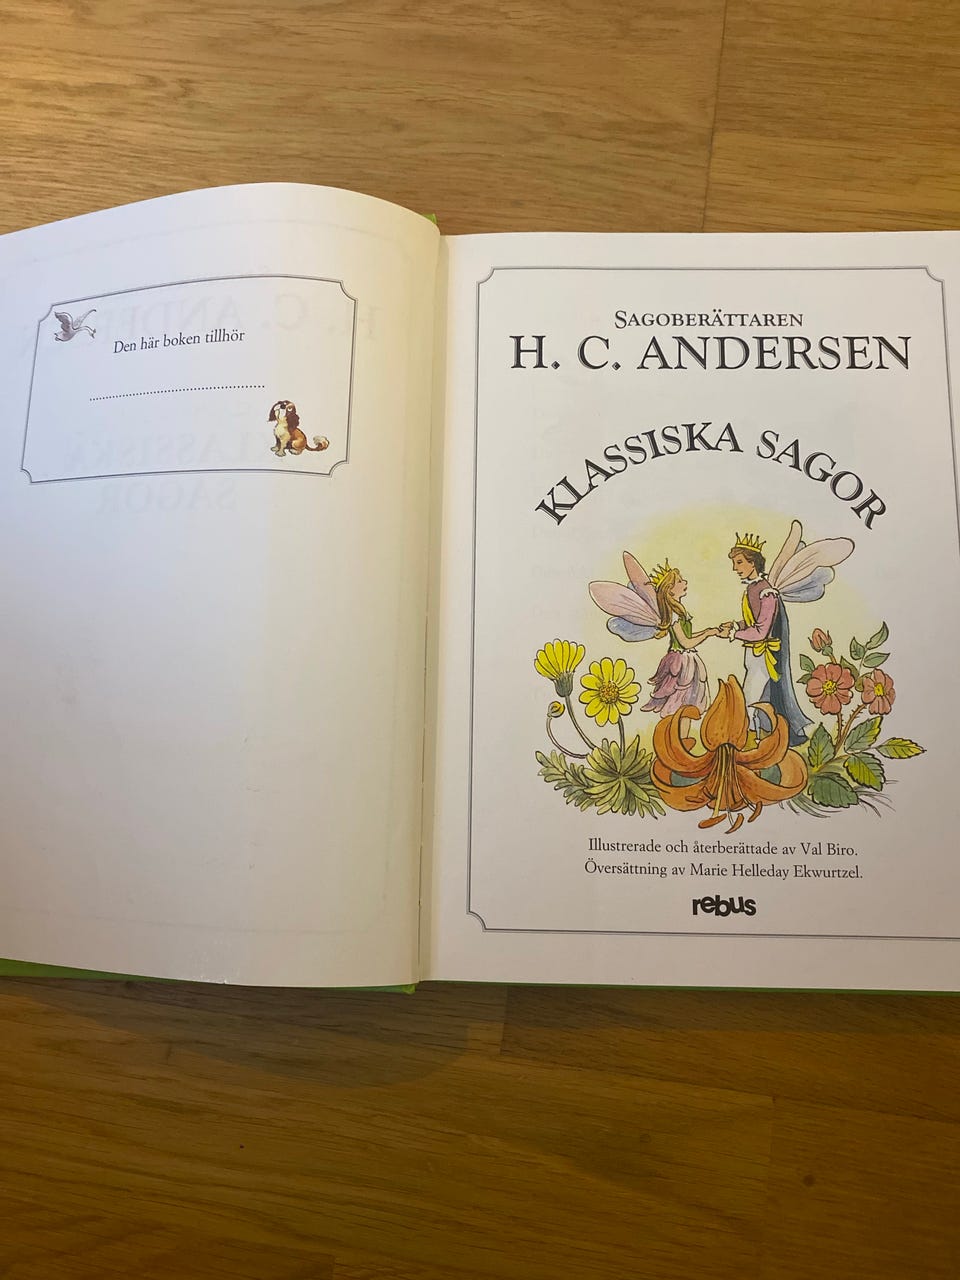 Den här boken tillhör
SAGOBERÄTTAREN
H. C. ANDERSEN
KLASSISKA SAGOR
Illustrerade och återberättade av Val Biro.
Översättning av Marie Helleday Ekwurtzel.
rebus